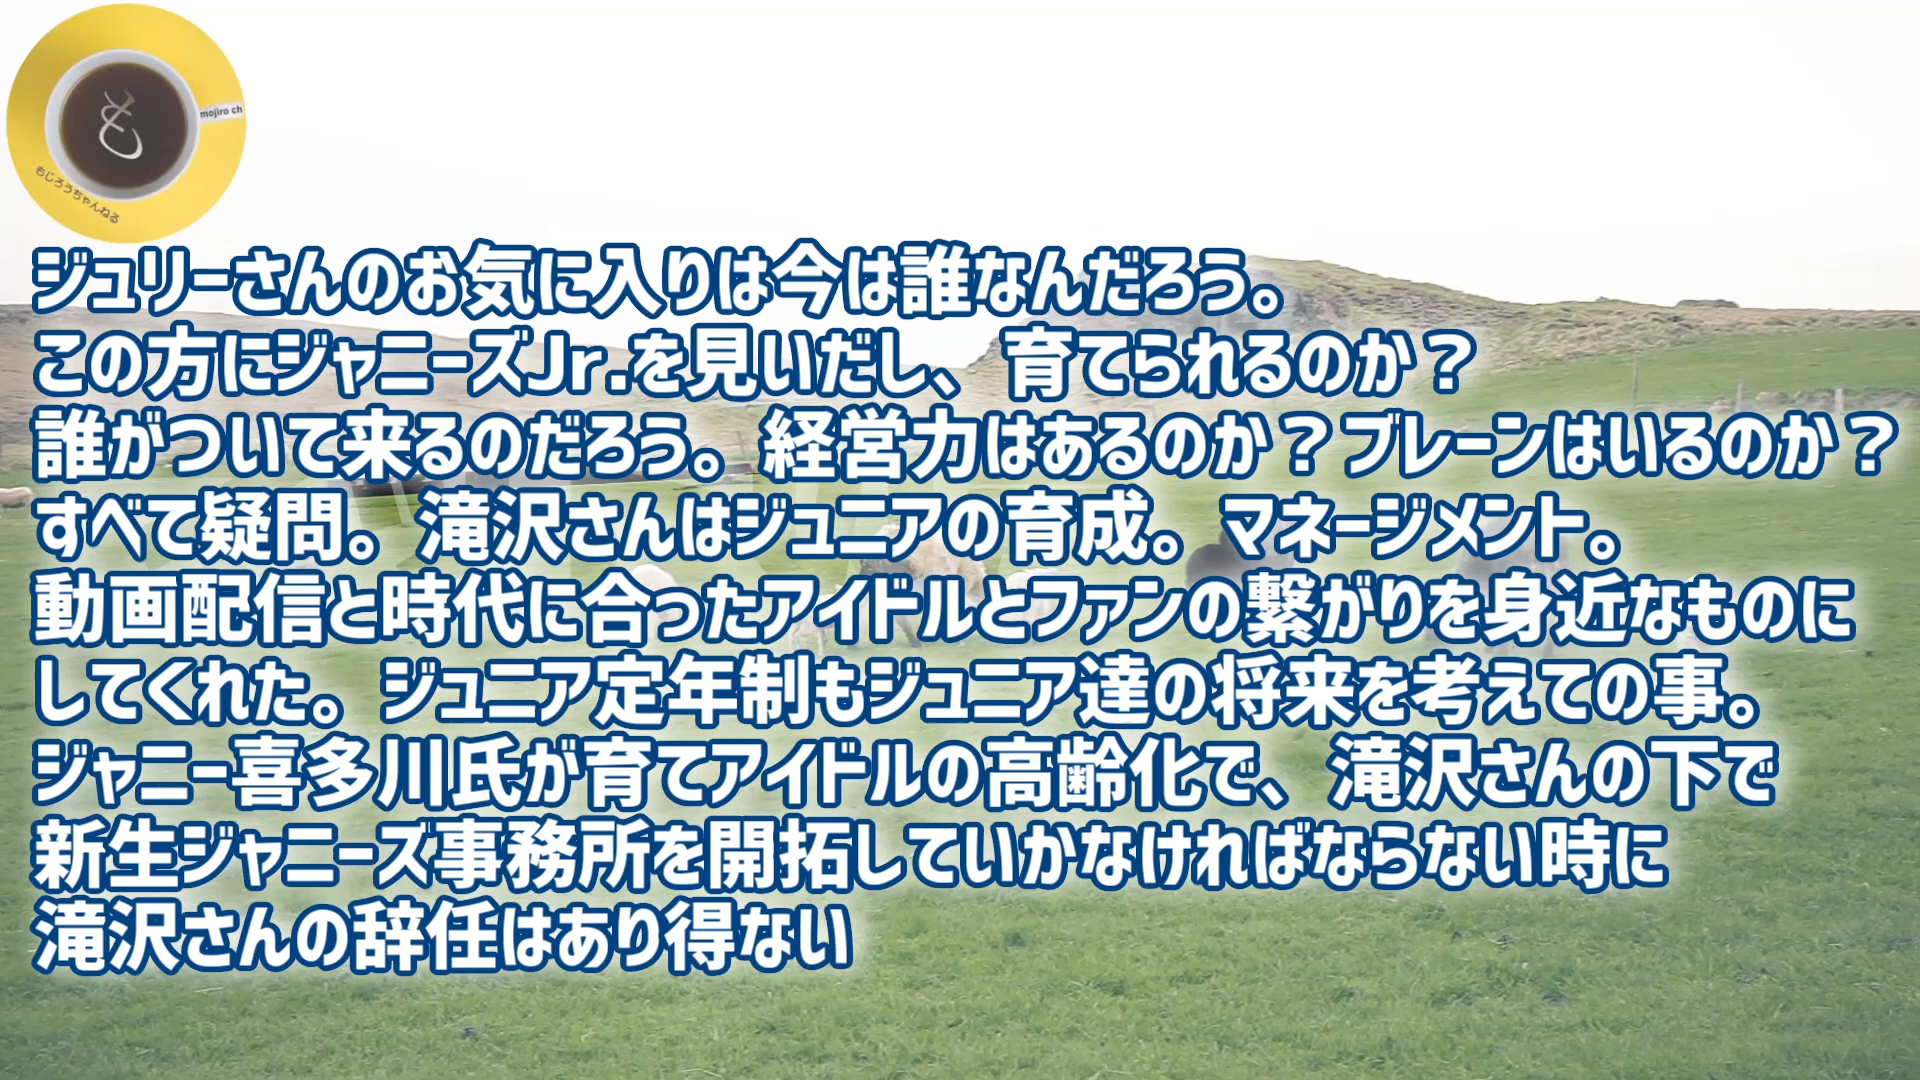 mojiro ch
もじろうちゃんねる
ジュリーさんのお気に入りは今は誰なんだろう。
この方にジャニーズJr.を見いだし、育てられるのか？
誰がついて来るのだろう。経営力はあるのか？ブレーンはいるのか？
すべて疑問。滝沢さんはジュニアの育成。マネージメント。
動画配信と時代に合ったアイドルとファンの繋がりを身近なものに
してくれた。ジュニア定年制もジュニア達の将来を考えての事。
ジャニー喜多川氏が育てアイドルの高齢化で、滝沢さんの下で
新生ジャニーズ事務所を開拓していかなければならない時に
滝沢さんの辞任はあり得ない